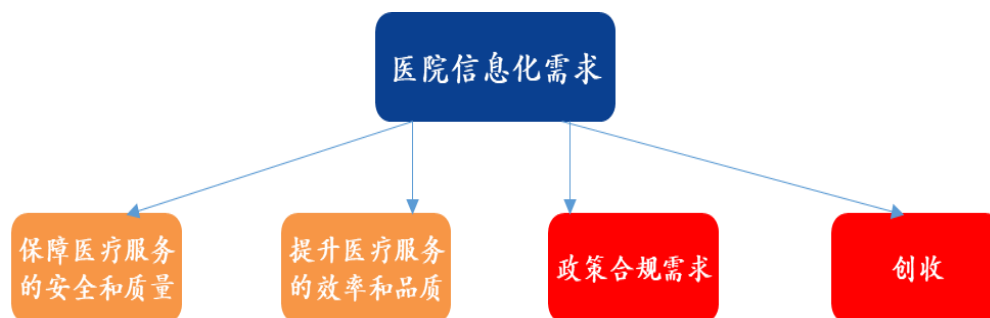 医院信息化需求
保障医疗服务
的安全和质量
提升医疗服务
的效率和品质
政策合规需求
创收